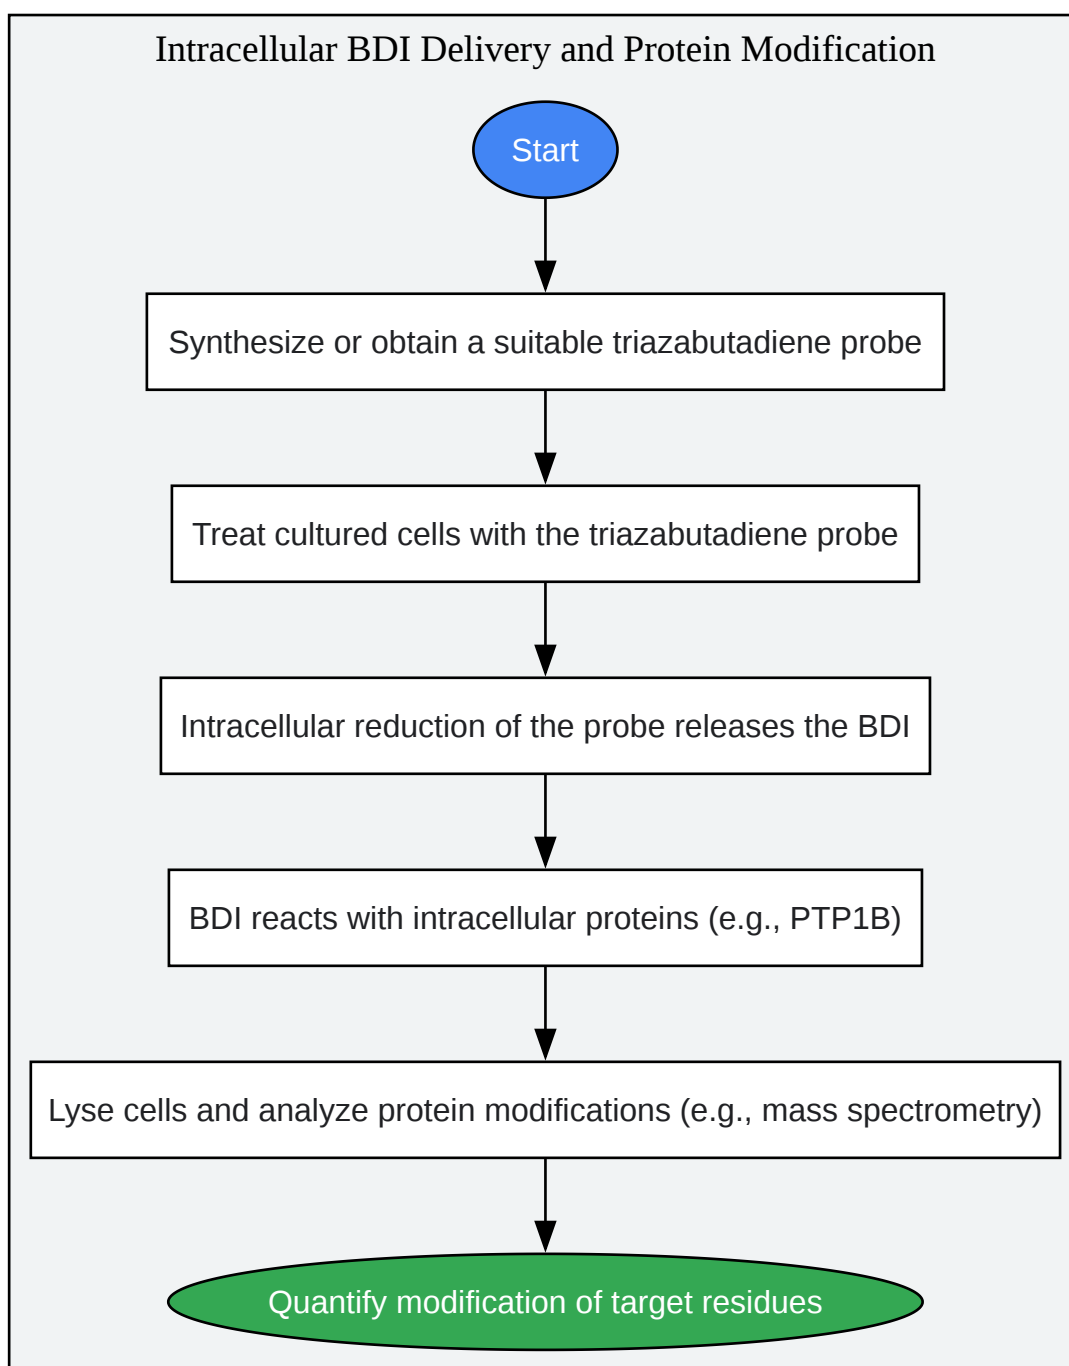 Intracellular BDI Delivery and Protein Modification
Start
Synthesize or obtain a suitable triazabutadiene probe
Treat cultured cells with the triazabutadiene probe
Intracellular reduction of the probe releases the BDI
BDI reacts with intracellular proteins (e.g., PTP1B)
Lyse cells and analyze protein modifications (e.g., mass spectrometry)
Quantify modification of target residues